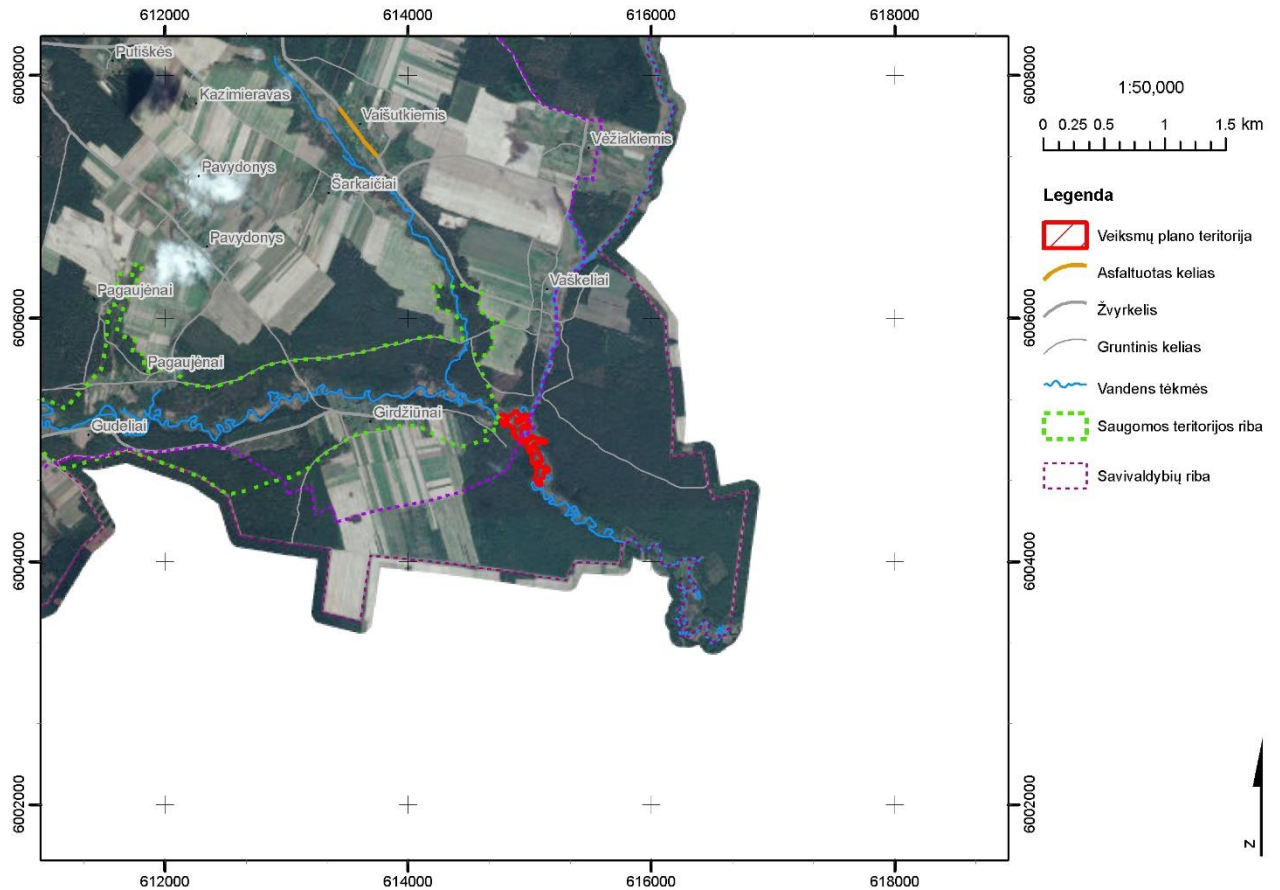 612000 614000 616000 618000
6008000 6008000
Putiškės
Kazimieravas
Vaišutkiemis
Vėžiakiemis
Pavydonys
Šarkaičiai
Pavydonys
Vaškeliai
Pagaujėnai
6006000 6006000
Pagaujėnai
Girdžiūnai
Gudeliai
6004000 6004000
6002000 6002000
612000 614000 616000 618000
1:50,000
0 0.25 0.5 1 1.5 km
Legenda
Veiksmų plano teritorija
Asfaltuotas kelias
Žvyrkelis
Gruntinis kelias
Vandens tėkmės
Saugomos teritorijos riba
Savivaldybių riba
N